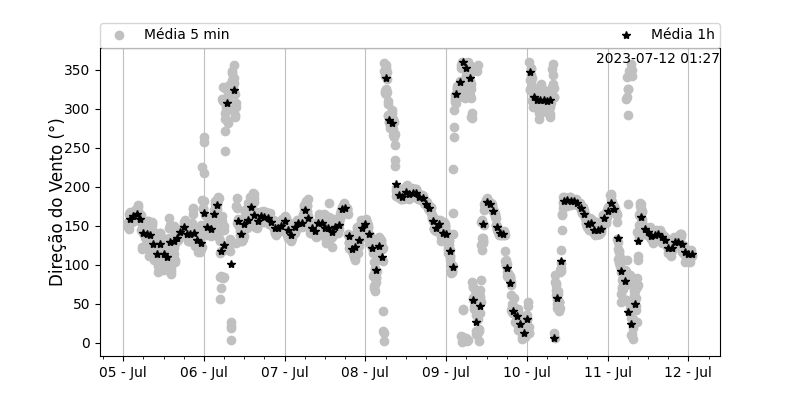 Média 5 min
Média 1h
2023-07-12 01:27
Direção do Vento (°)
350
300
250
200
150
100
50
0
05 - Jul
06 - Jul
07 - Jul
08 - Jul
09 - Jul
10 - Jul
11 - Jul
12 - Jul